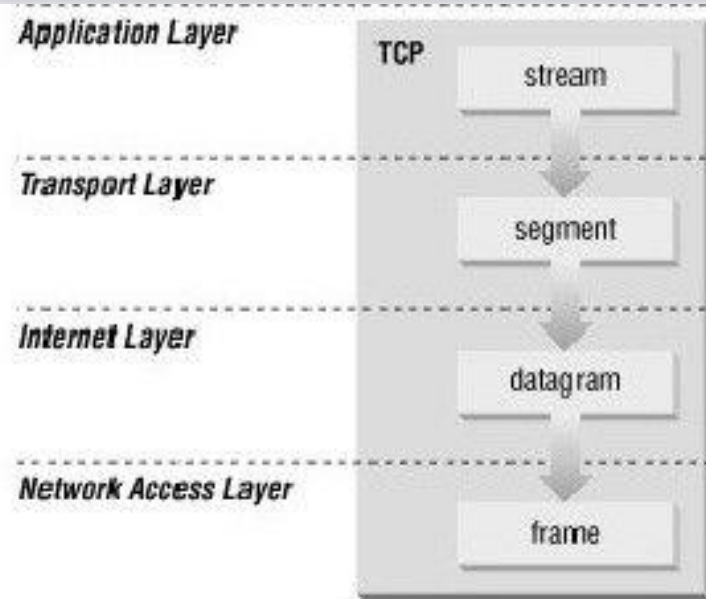 Application Layer
TCP
stream
Transport Layer
segment
Internet Layer
datagram
Network Access Layer
frame